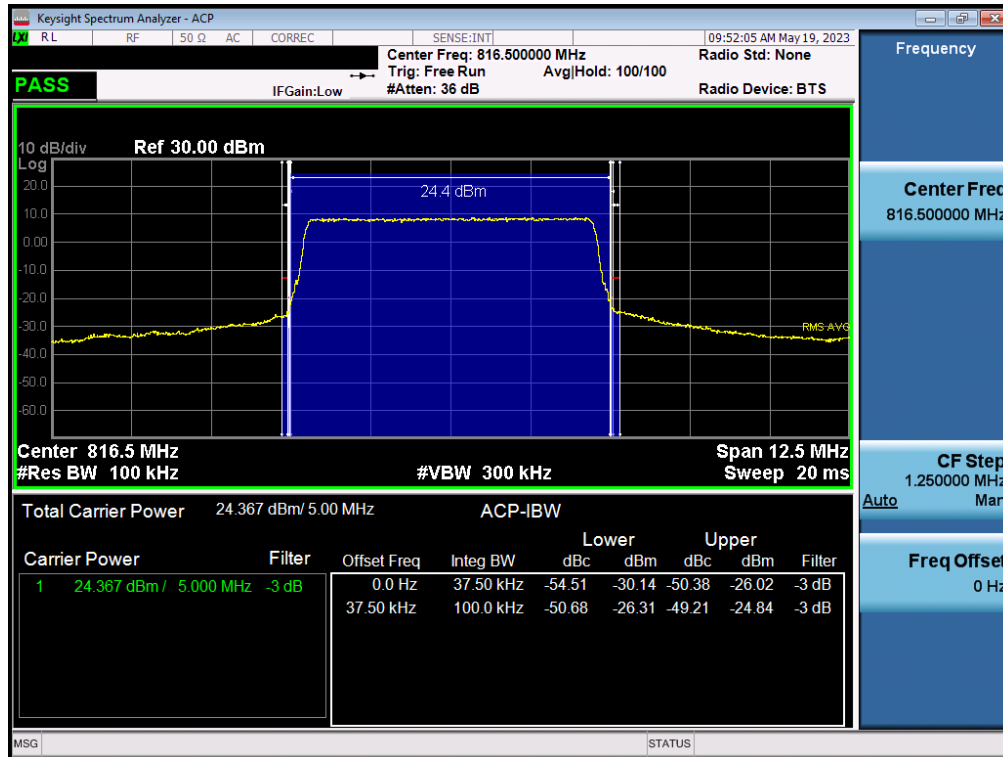 Keysight Spectrum Analyzer - ACP
LXI RL RF 50 Ω AC CORREC SENSE:INT 09:52:05 AM May 19, 2023
Center Freq: 816.500000 MHz Radio Std: None
Trig: Free Run Avg|Hold: 100/100
PASS IFGain:Low #Atten: 36 dB Radio Device: BTS
10 dB/div Ref 30.00 dBm
Log
20.0
24.4 dBm
10.0
0.00
-10.0
-20.0
-30.0
RMS AVG
-40.0
-50.0
-60.0
Center 816.5 MHz Span 12.5 MHz
#Res BW 100 kHz #VBW 300 kHz Sweep 20 ms
Total Carrier Power 24.367 dBm/ 5.00 MHz ACP-IBW
Lower Upper
Carrier Power Filter Offset Freq Integ BW dBc dBm dBc dBm Filter
1 24.367 dBm / 5.000 MHz -3 dB 0.0 Hz 37.50 kHz -54.51 -30.14 -50.38 -26.02 -3 dB
37.50 kHz 100.0 kHz -50.68 -26.31 -49.21 -24.84 -3 dB
MSG STATUS
Frequency
Center Freq
816.500000 MHz
CF Step
1.250000 MHz
Auto Man
Freq Offset
0 Hz